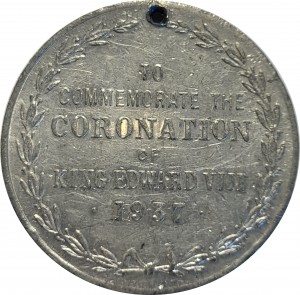 TO
COMMEMORATE THE
CORONATION
OF
KING EDWARD VIII
· 1937 ·